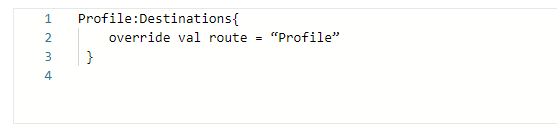 1 Profile:Destinations{
2 override val route = “Profile”
3 }
4